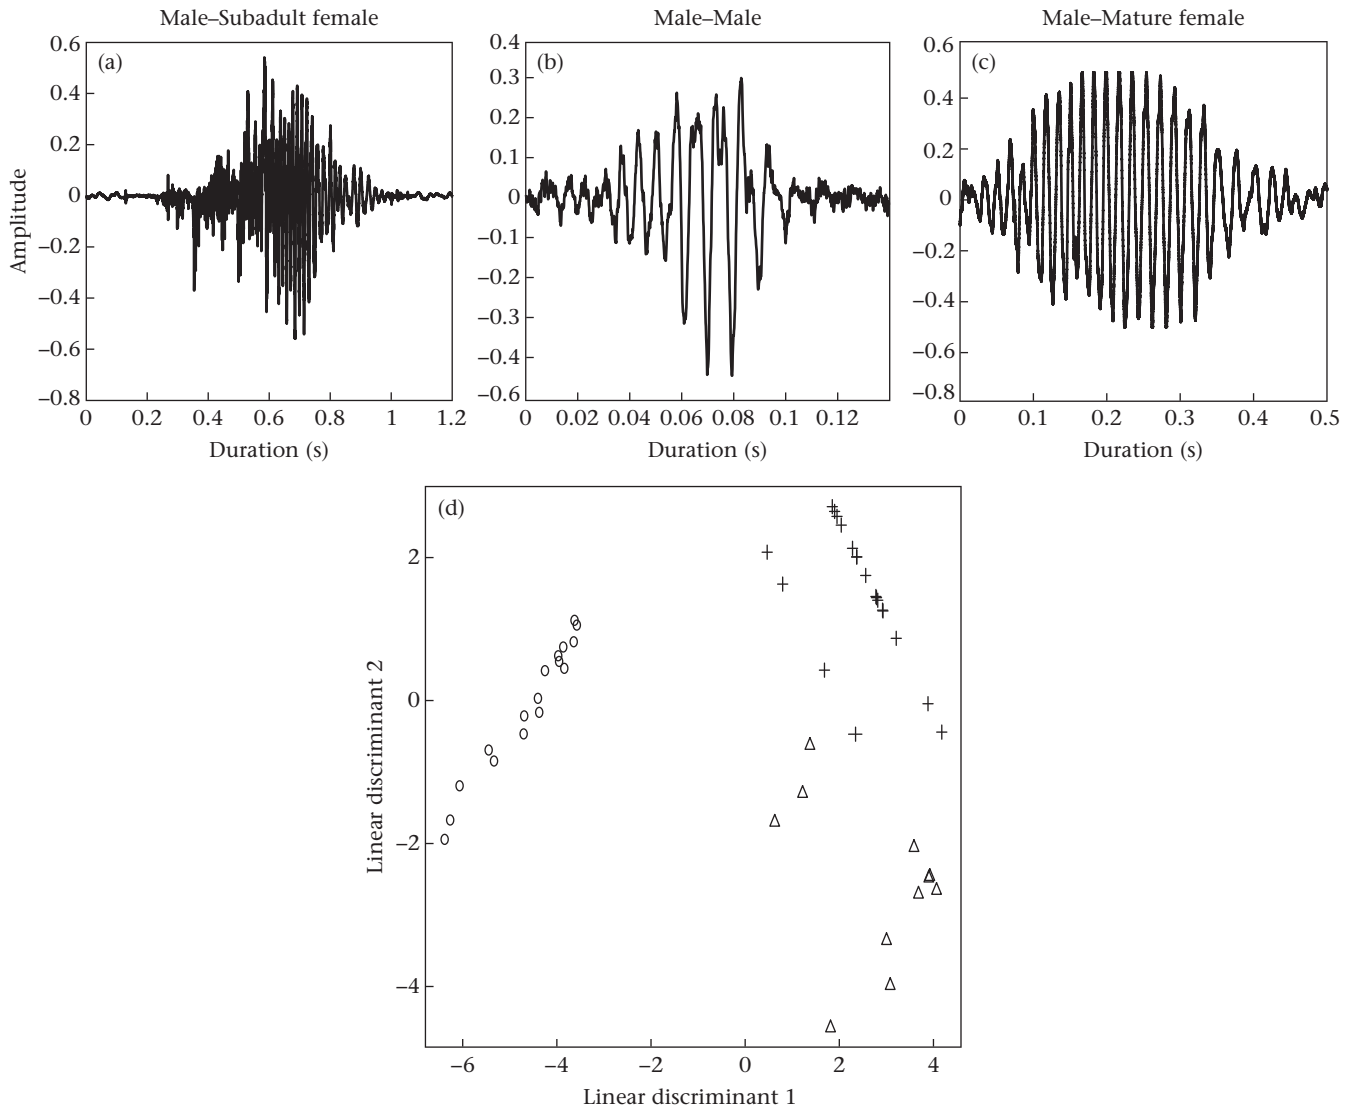 Male–Subadult female
Male–Male
Male–Mature female
(a)
0.6
0.4
0.2
0
–0.2
–0.4
–0.6
–0.8
Amplitude
0 0.2 0.4 0.6 0.8 1 1.2
Duration (s)
(b)
0.4
0.3
0.2
0.1
0
–0.1
–0.2
–0.3
–0.4
–0.6
0 0.02 0.04 0.06 0.08 0.1 0.12
Duration (s)
(c)
0.6
0.4
0.2
0
–0.2
–0.4
–0.6
–0.8
0 0.1 0.2 0.3 0.4 0.5
Duration (s)
(d)
2
0
–2
–4
Linear discriminant 2
–6 –4 –2 0 2 4
Linear discriminant 1